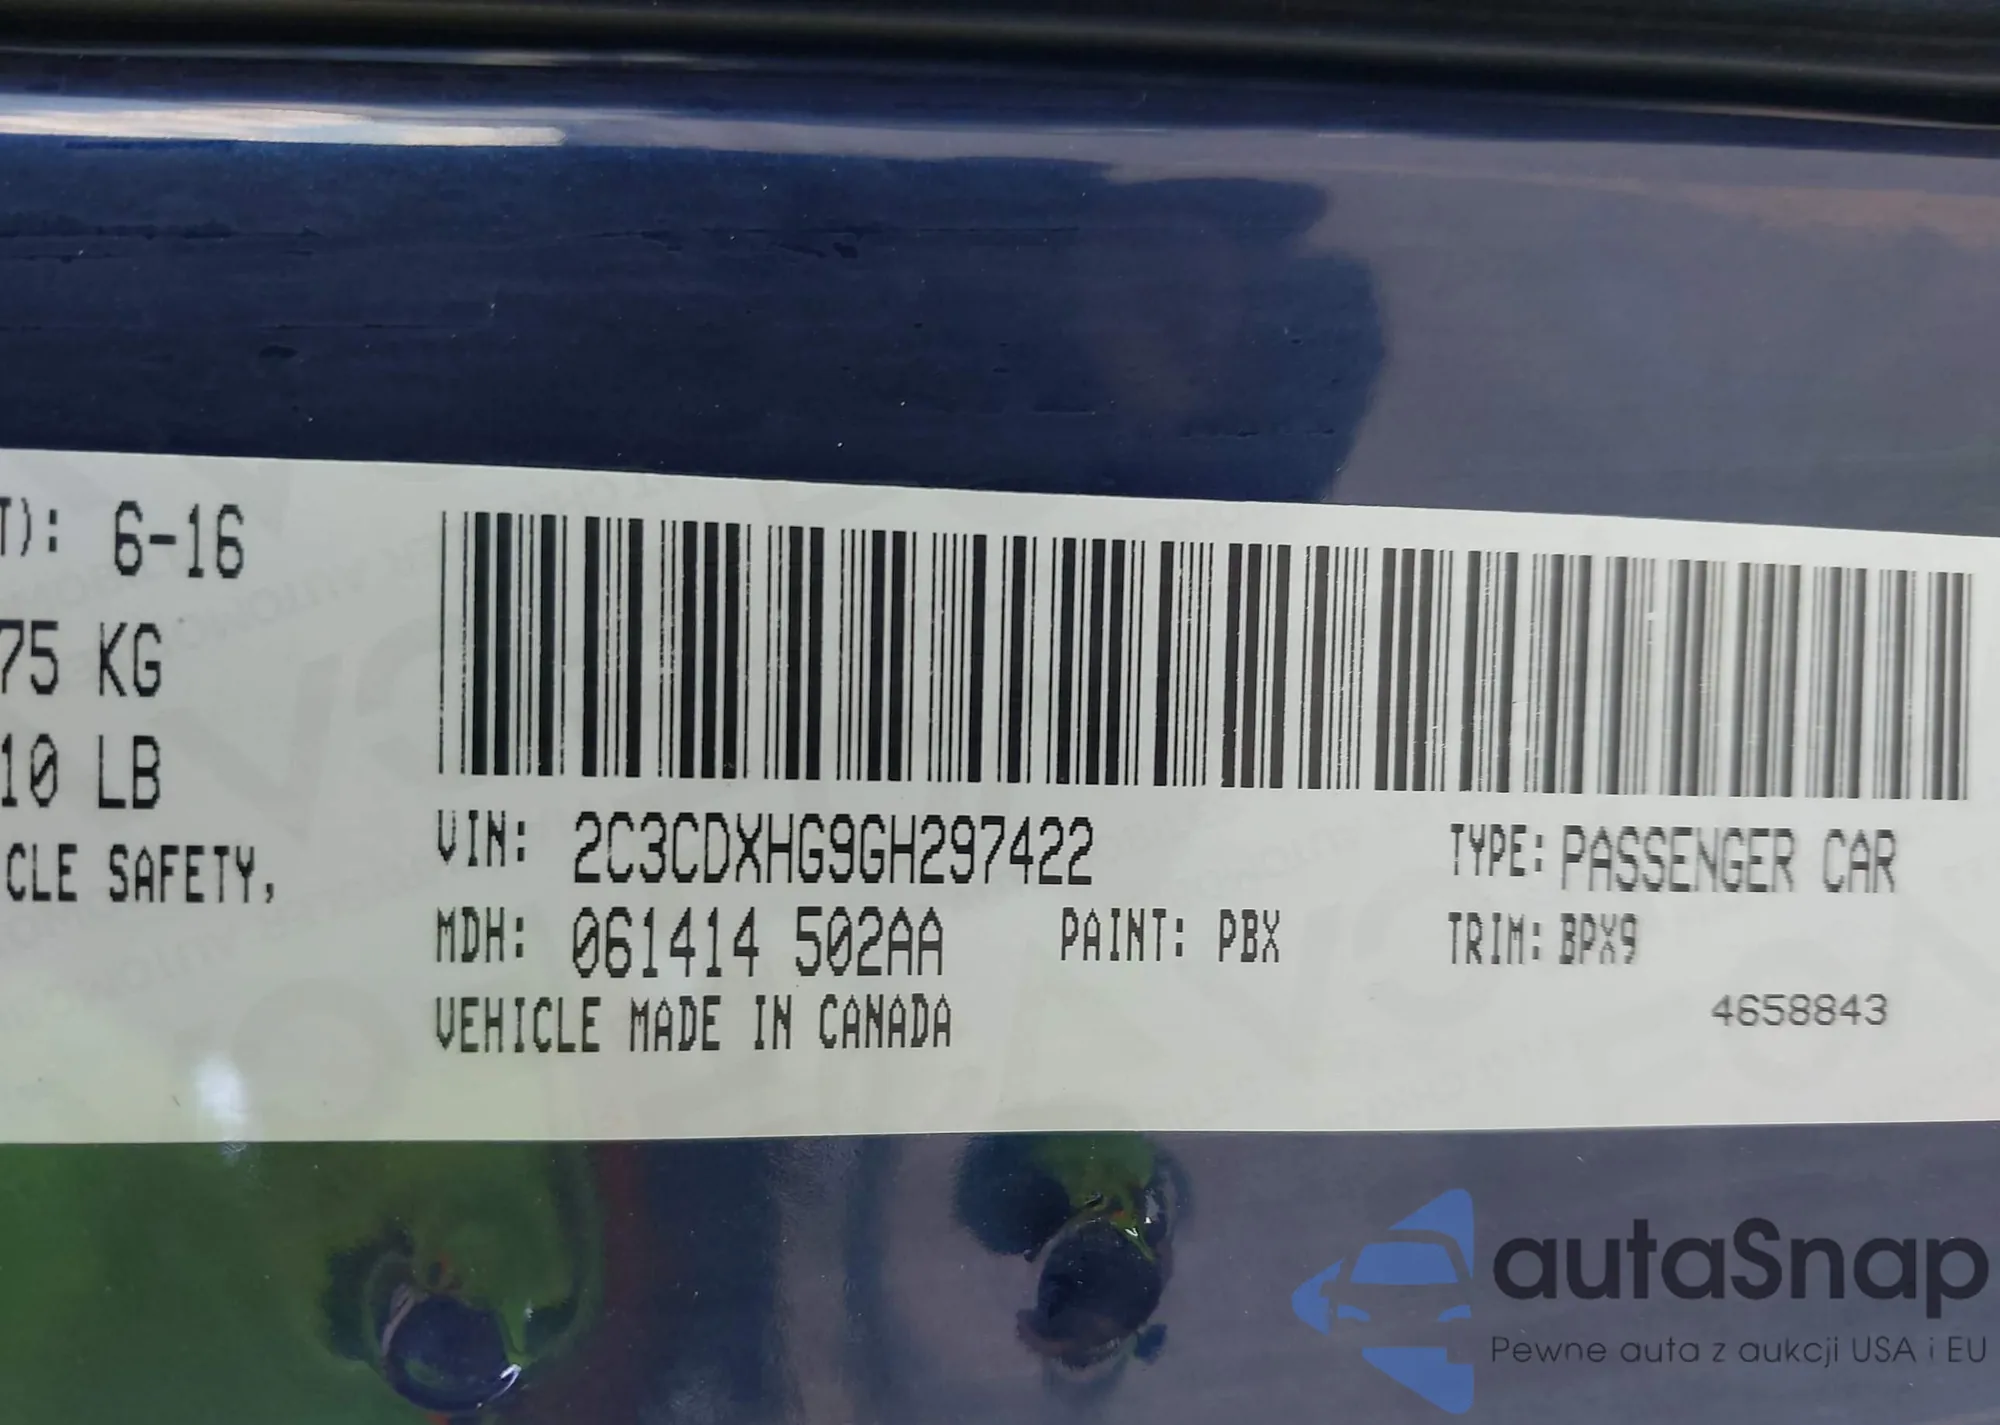 T): 6-16
75 KG
10 LB
CLE SAFETY,
VIN: 2C3CDXHG9GH297422
TYPE: PASSENGER CAR
MDH: 061414 502AA
PAINT: PBX
TRIM: BPX9
VEHICLE MADE IN CANADA
4658843
autaSnap
Pewne auta z aukcji USA i EU